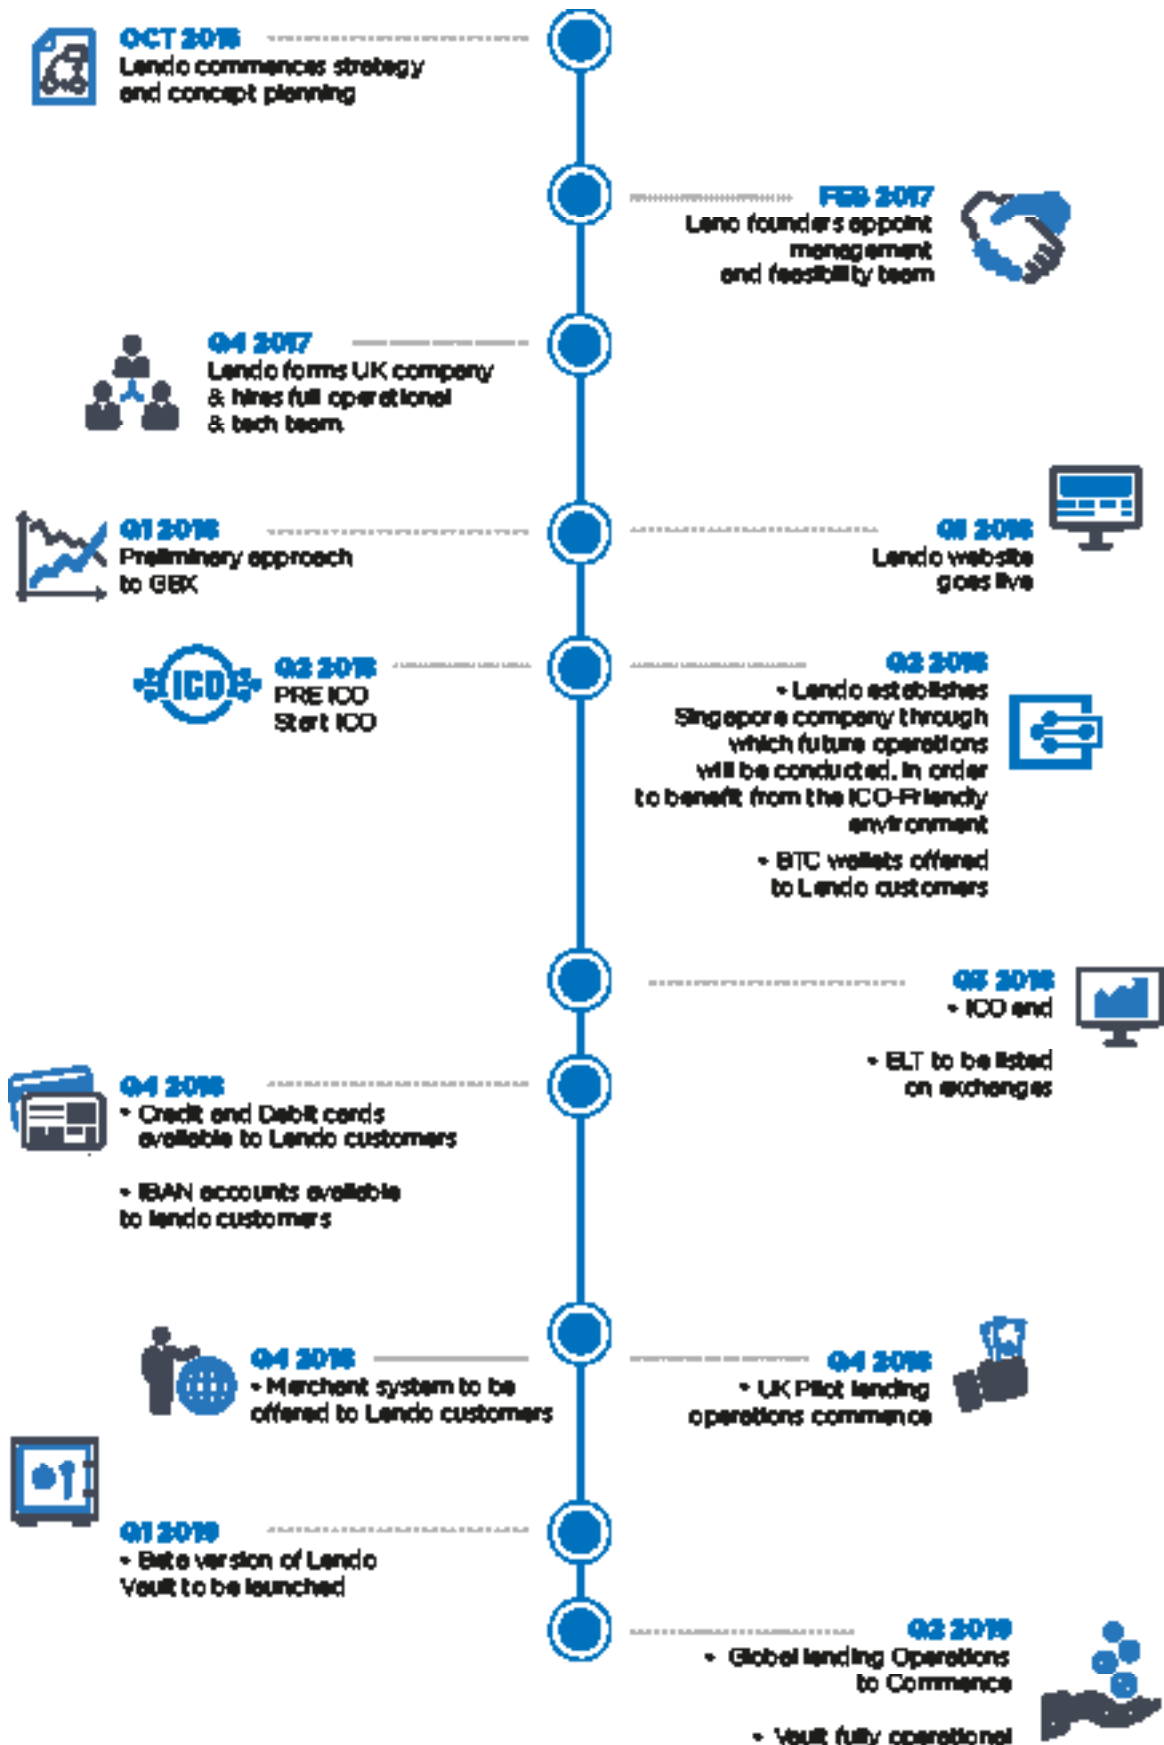 OCT 2016
Lendo commences strategy
and concept planning
FEB 2017
Leno founders appoint
management
and feasibility team
Q4 2017
Lendo forms UK company
& hires full operational
& tech team.
Q1 2018
Preliminary approach
to GBX
2018
Lendo website
goes live
ICO
Q2 2018
PRE ICO
Start ICO
Q2 2018
• Lendo establishes
Singapore company through
which future operations
will be conducted. In order
to benefit from the ICO-Friendly
environment
• BTC wallets offered
to Lendo customers
Q3 2018
• ICO end
• ELT to be listed
on exchanges
Q4 2018
• Credit and Debit cards
available to Lendo customers
• IBAN accounts available
to lendo customers
Q4 2018
• Merchant system to be
offered to Lendo customers
Q4 2018
• UK Pilot lending
operations commence
Q1 2019
• Beta version of Lendo
Vault to be launched
Q2 2019
• Global lending Operations
to Commence
• Vault fully operational